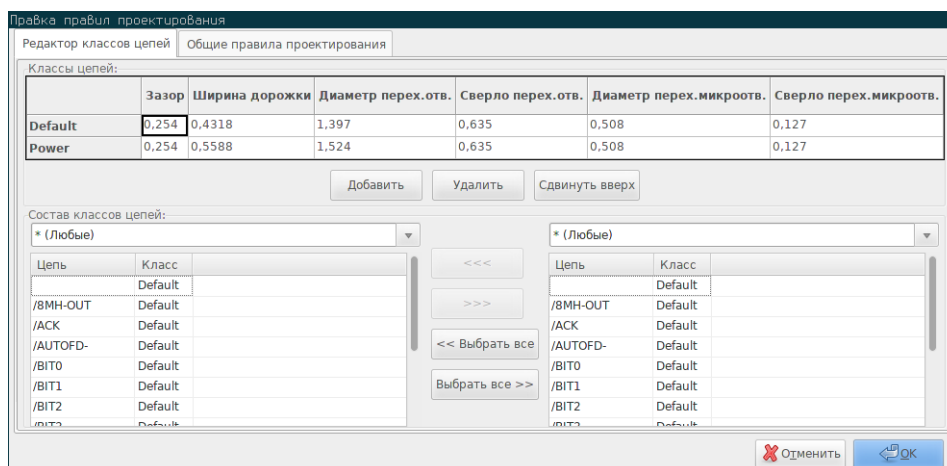 Правка правил проектирования
Редактор классов цепей Общие правила проектирования
Классы цепей:
Зазор Ширина дорожки Диаметр перех.отв. Сверло перех.отв. Диаметр перех.микроотв. Сверло перех.микроотв.
Default 0,254 0,4318 1,397 0,635 0,508 0,127
Power 0,254 0,5588 1,524 0,635 0,508 0,127
Добавить Удалить Сдвинуть вверх
Состав классов цепей:
* (Любые) * (Любые)
Цепь Класс <<< Цепь Класс
Default Default
/8MH-OUT Default >>> /8MH-OUT Default
/ACK Default /ACK Default
/AUTOFD- Default << Выбрать все /AUTOFD- Default
/BIT0 Default /BIT0 Default
/BIT1 Default Выбрать все >> /BIT1 Default
/BIT2 Default /BIT2 Default
Отменить OK